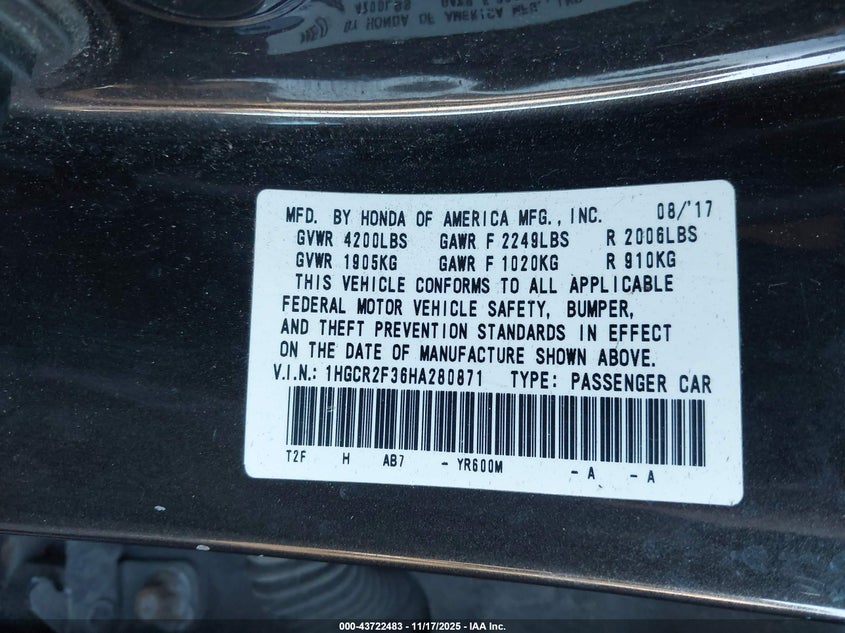 MFD. BY HONDA OF AMERICA MFG., INC. 08/'17
GVWR 4200LBS GAWR F 2249LBS R 2006LBS
GVWR 1905KG GAWR F 1020KG R 910KG
THIS VEHICLE CONFORMS TO ALL APPLICABLE
FEDERAL MOTOR VEHICLE SAFETY, BUMPER,
AND THEFT PREVENTION STANDARDS IN EFFECT
ON THE DATE OF MANUFACTURE SHOWN ABOVE.
V.I.N.: 1HGCR2F36HA280871 TYPE: PASSENGER CAR
T2F H AB7 - YR600M - A - A
000-43722483 - 11/17/2025 - IAA Inc.